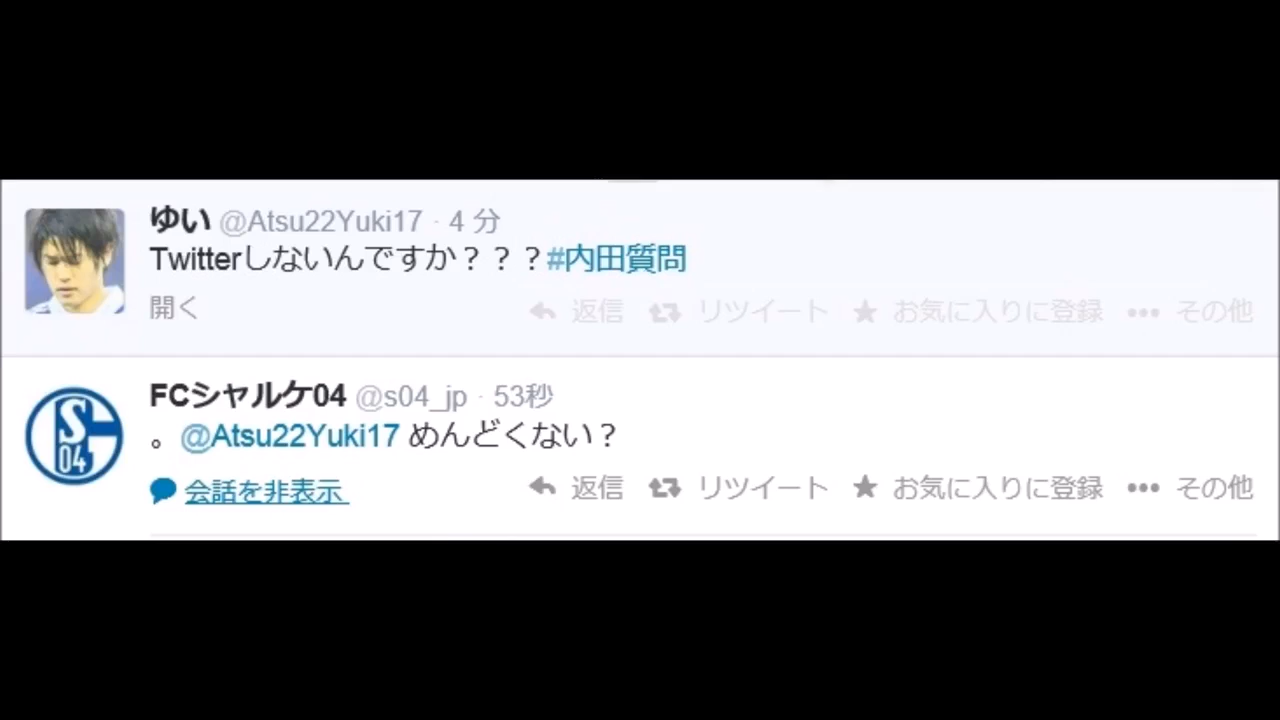 ゆい @Atsu22Yuki17 · 4 分
Twitterしないんですか？？？#内田質問
開く 返信 リツイート お気に入りに登録 その他
FCシャルケ04 @s04_jp · 53秒
。@Atsu22Yuki17 めんどくない？
会話を非表示 返信 リツイート お気に入りに登録 その他
S
04